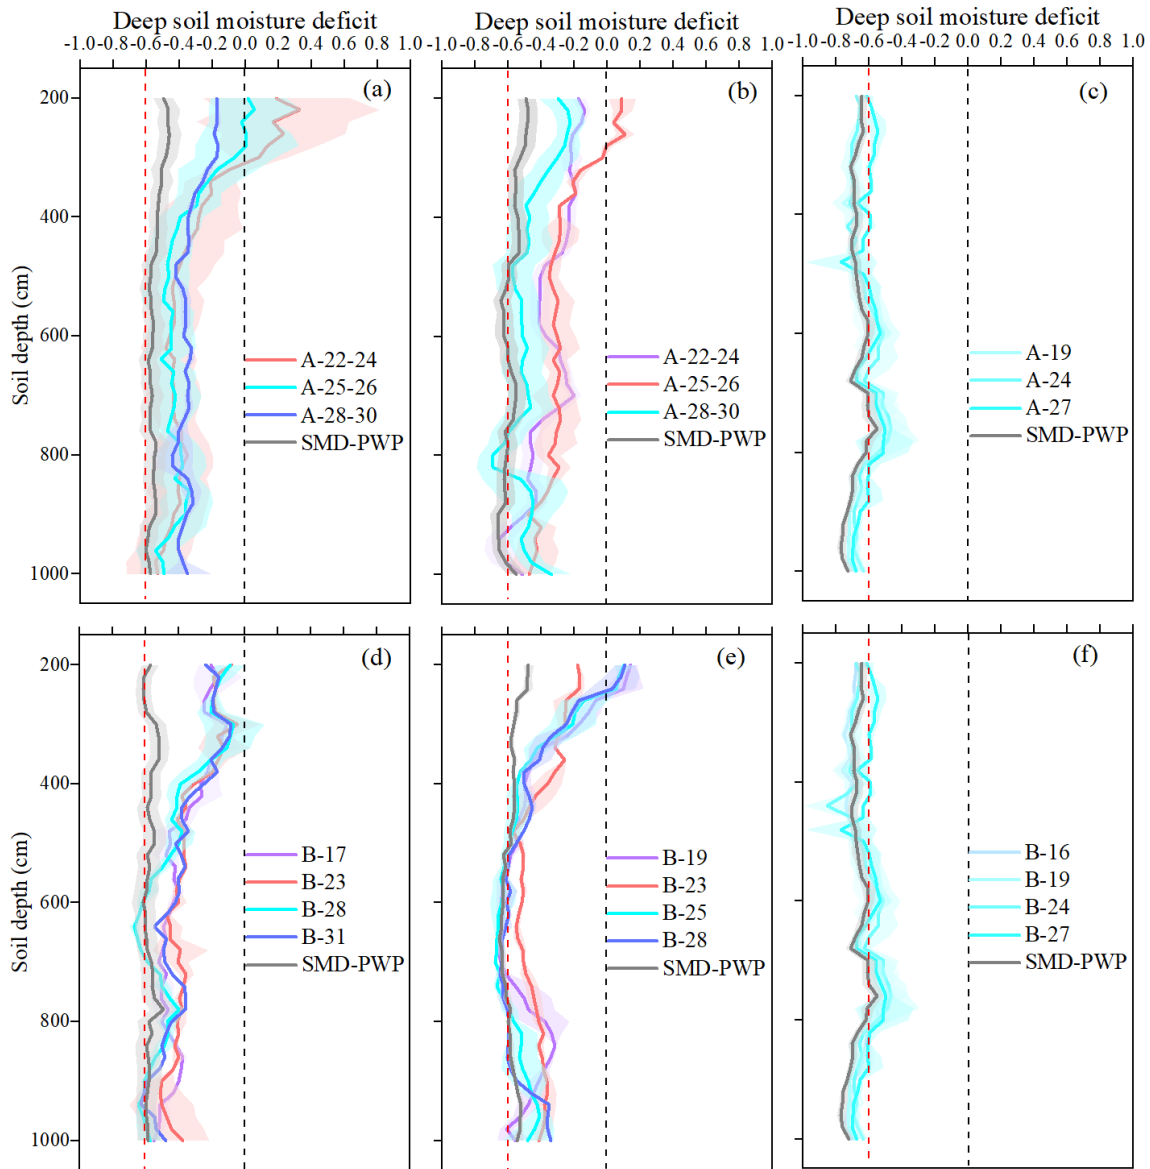 Deep soil moisture deficit Deep soil moisture deficit Deep soil moisture deficit
-1.0 -0.8 -0.6 -0.4 -0.2 0.0 0.2 0.4 0.6 0.8 1.0 -1.0 -0.8 -0.6 -0.4 -0.2 0.0 0.2 0.4 0.6 0.8 1.0 -1.0 -0.8 -0.6 -0.4 -0.2 0.0 0.2 0.4 0.6 0.8 1.0
(a) (b) (c)
200
400
600
800
1000
Soil depth (cm)
A-22-24
A-25-26
A-28-30
SMD-PWP
A-22-24
A-25-26
A-28-30
SMD-PWP
A-19
A-24
A-27
SMD-PWP
(d) (e) (f)
200
400
600
800
1000
Soil depth (cm)
B-17
B-23
B-28
B-31
SMD-PWP
B-19
B-23
B-25
B-28
SMD-PWP
B-16
B-19
B-24
B-27
SMD-PWP